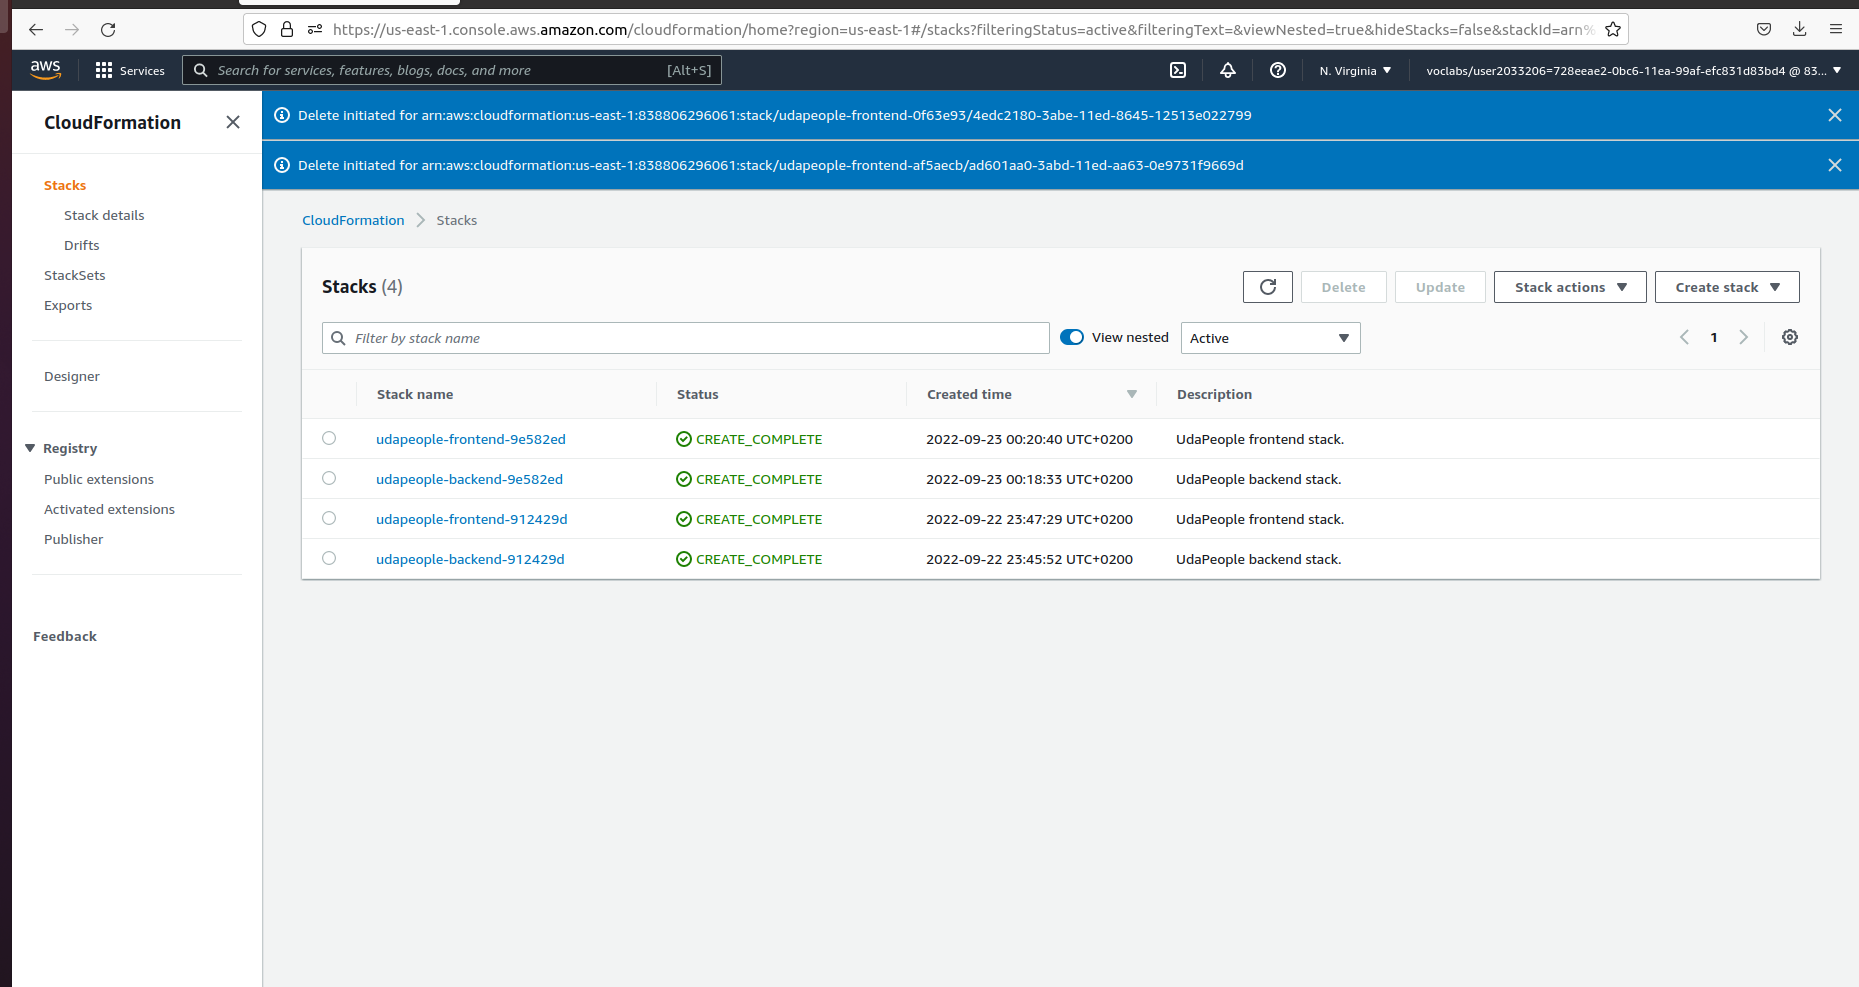 https://us-east-1.console.aws.amazon.com/cloudformation/home?region=us-east-1#/stacks?filteringStatus=active&filteringText=&viewNested=true&hideStacks=false&stackId=arn%
aws Services Search for services, features, blogs, docs, and more [Alt+S] N. Virginia voclabs/user2033206=728eeae2-0bc6-11ea-99af-efc831d83bd4 @ 83...
CloudFormation
Stacks
Stack details
Drifts
StackSets
Exports
Designer
Registry
Public extensions
Activated extensions
Publisher
Feedback
Delete initiated for arn:aws:cloudformation:us-east-1:838806296061:stack/udapeople-frontend-0f63e93/4edc2180-3abe-11ed-8645-12513e022799
Delete initiated for arn:aws:cloudformation:us-east-1:838806296061:stack/udapeople-frontend-af5aecb/ad601aa0-3abd-11ed-aa63-0e9731f9669d
CloudFormation Stacks
Stacks (4) Delete Update Stack actions Create stack
Filter by stack name View nested Active 1
Stack name Status Created time Description
udapeople-frontend-9e582ed CREATE_COMPLETE 2022-09-23 00:20:40 UTC+0200 UdaPeople frontend stack.
udapeople-backend-9e582ed CREATE_COMPLETE 2022-09-23 00:18:33 UTC+0200 UdaPeople backend stack.
udapeople-frontend-912429d CREATE_COMPLETE 2022-09-22 23:47:29 UTC+0200 UdaPeople frontend stack.
udapeople-backend-912429d CREATE_COMPLETE 2022-09-22 23:45:52 UTC+0200 UdaPeople backend stack.